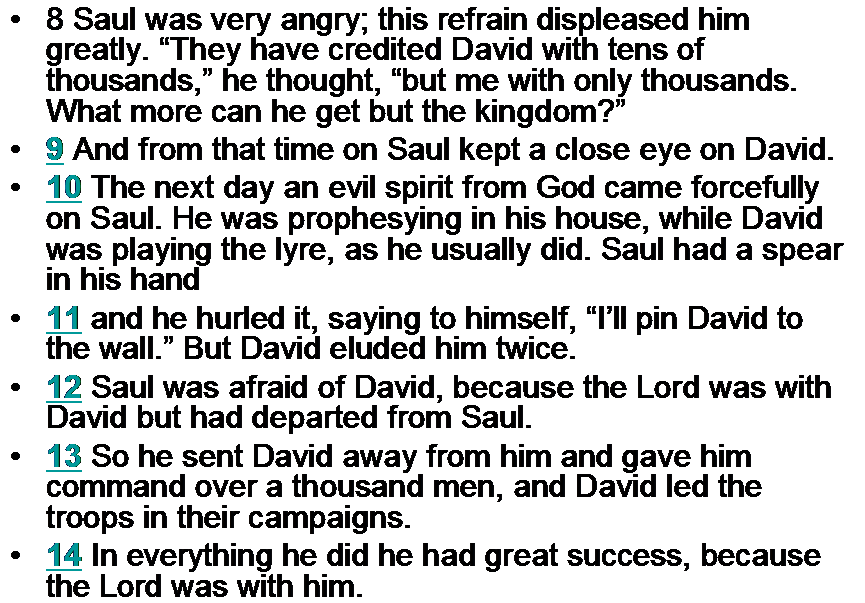 • 8 Saul was very angry; this refrain displeased him
greatly. “They have credited David with tens of
thousands,” he thought, “but me with only thousands.
What more can he get but the kingdom?”
• 9 And from that time on Saul kept a close eye on David.
• 10 The next day an evil spirit from God came forcefully
on Saul. He was prophesying in his house, while David
was playing the lyre, as he usually did. Saul had a spear
in his hand
• 11 and he hurled it, saying to himself, “I’ll pin David to
the wall.” But David eluded him twice.
• 12 Saul was afraid of David, because the Lord was with
David but had departed from Saul.
• 13 So he sent David away from him and gave him
command over a thousand men, and David led the
troops in their campaigns.
• 14 In everything he did he had great success, because
the Lord was with him.